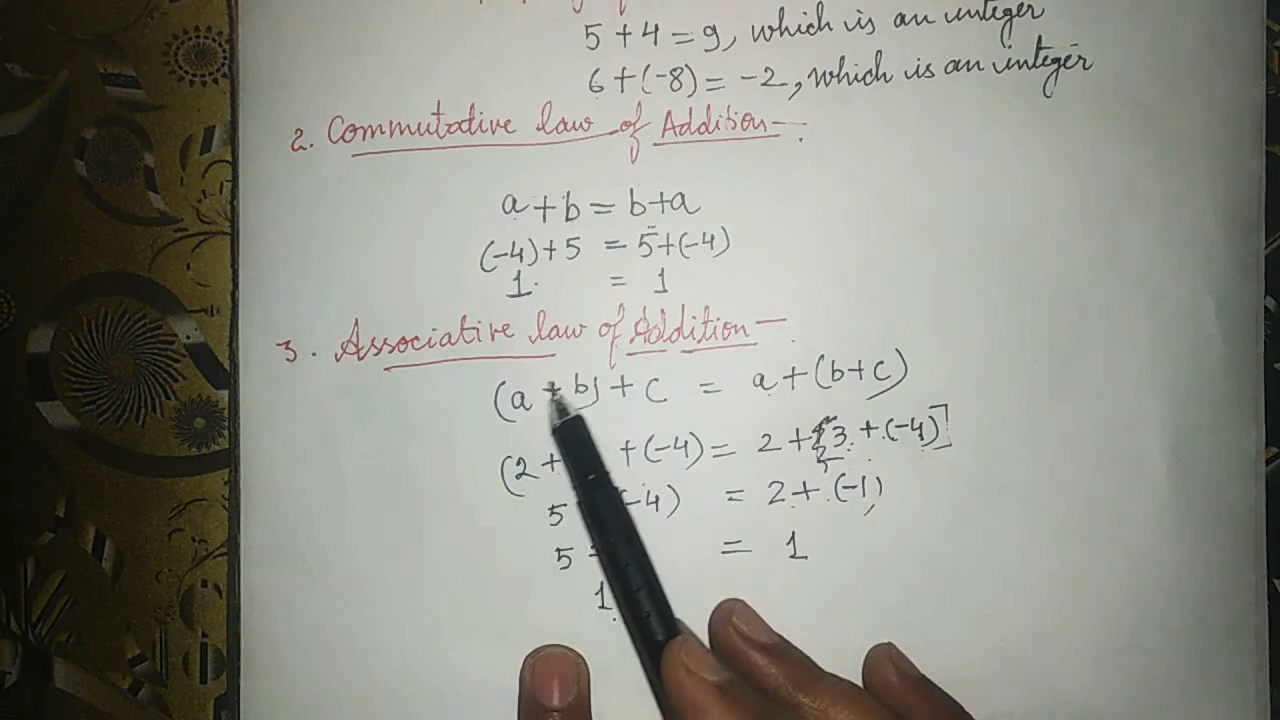 5 + 4 = 9, which is an integer
6 + (-8) = -2, which is an integer
2. Commutative law of Addition -
a + b = b + a
(-4) + 5 = 5 + (-4)
1 = 1
3. Associative law of Addition -
(a + b) + c = a + (b + c)
(2 + + (-4) = 2 + [3 + (-4)]
5 -4) = 2 + (-1)
5 = 1
1